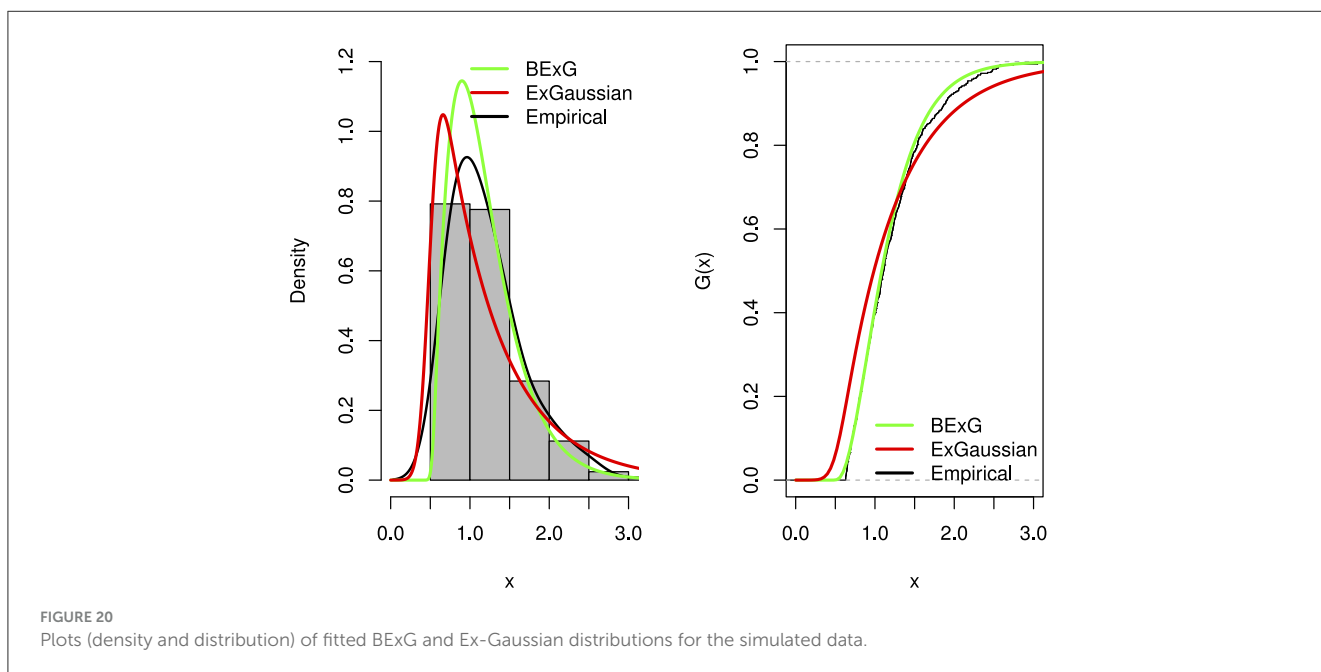 BExG
ExGaussian
Empirical
Density
0.0 0.2 0.4 0.6 0.8 1.0 1.2
0.0 1.0 2.0 3.0
x
BExG
ExGaussian
Empirical
G(x)
0.0 0.2 0.4 0.6 0.8 1.0
0.0 1.0 2.0 3.0
x
FIGURE 20
Plots (density and distribution) of fitted BExG and Ex-Gaussian distributions for the simulated data.